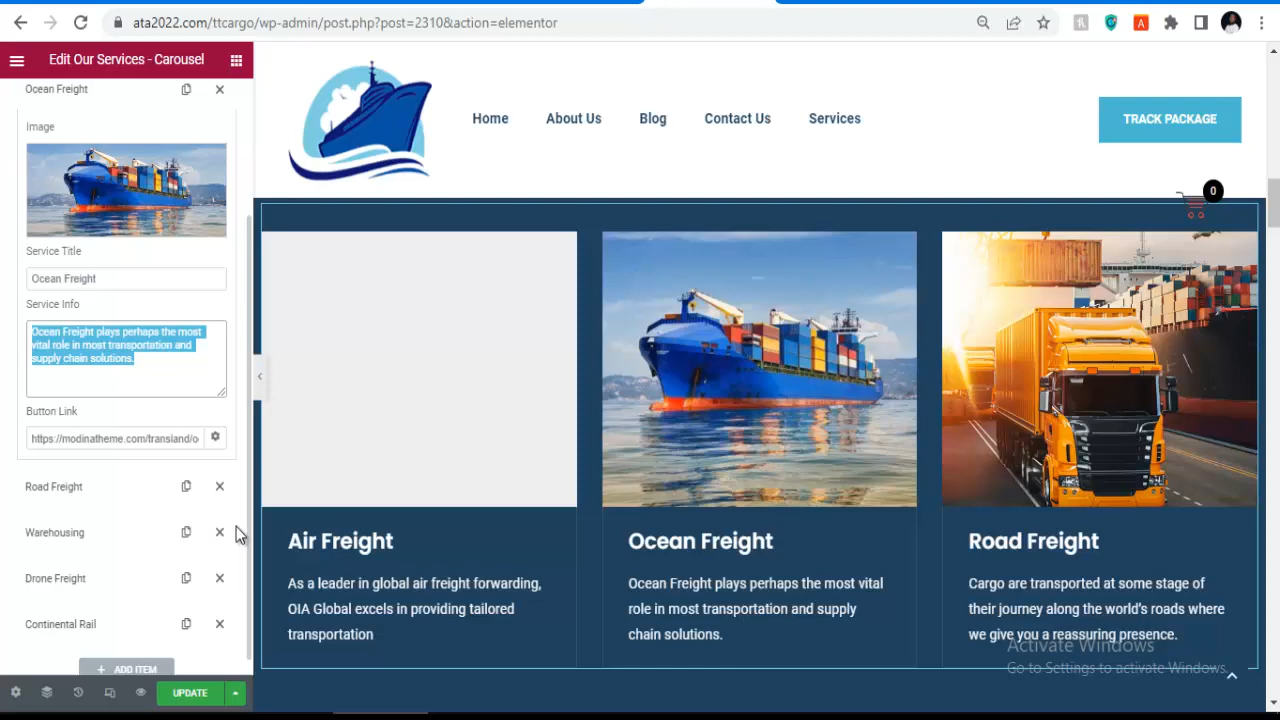 ata2022.com/ttcargo/wp-admin/post.php?post=2310&action=elementor
Edit Our Services - Carousel
Ocean Freight
Image
Service Title
Ocean Freight
Service Info
Ocean Freight plays perhaps the most
vital role in most transportation and
supply chain solutions.
Button Link
https://modinatheme.com/transland/o
Road Freight
Warehousing
Drone Freight
Continental Rail
+ ADD ITEM
UPDATE
Home About Us Blog Contact Us Services
TRACK PACKAGE
0
Air Freight
As a leader in global air freight forwarding,
OIA Global excels in providing tailored
transportation
Ocean Freight
Ocean Freight plays perhaps the most vital
role in most transportation and supply
chain solutions.
Road Freight
Cargo are transported at some stage of
their journey along the world's roads where
we give you a reassuring presence.
Activate Windows
Go to Settings to activate Windows.